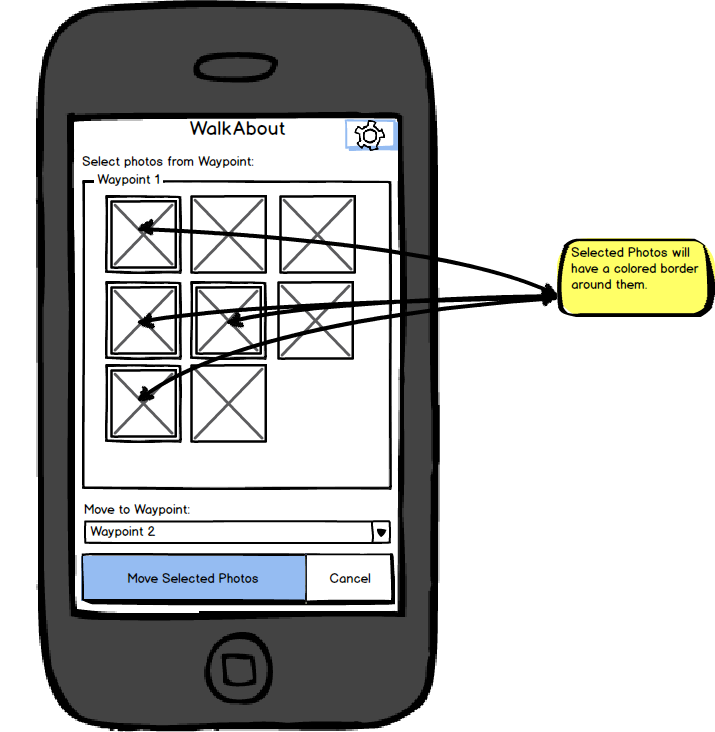 WalkAbout
Select photos from Waypoint:
Waypoint 1
Selected Photos will
have a colored border
around them.
Move to Waypoint:
Waypoint 2
Move Selected Photos
Cancel